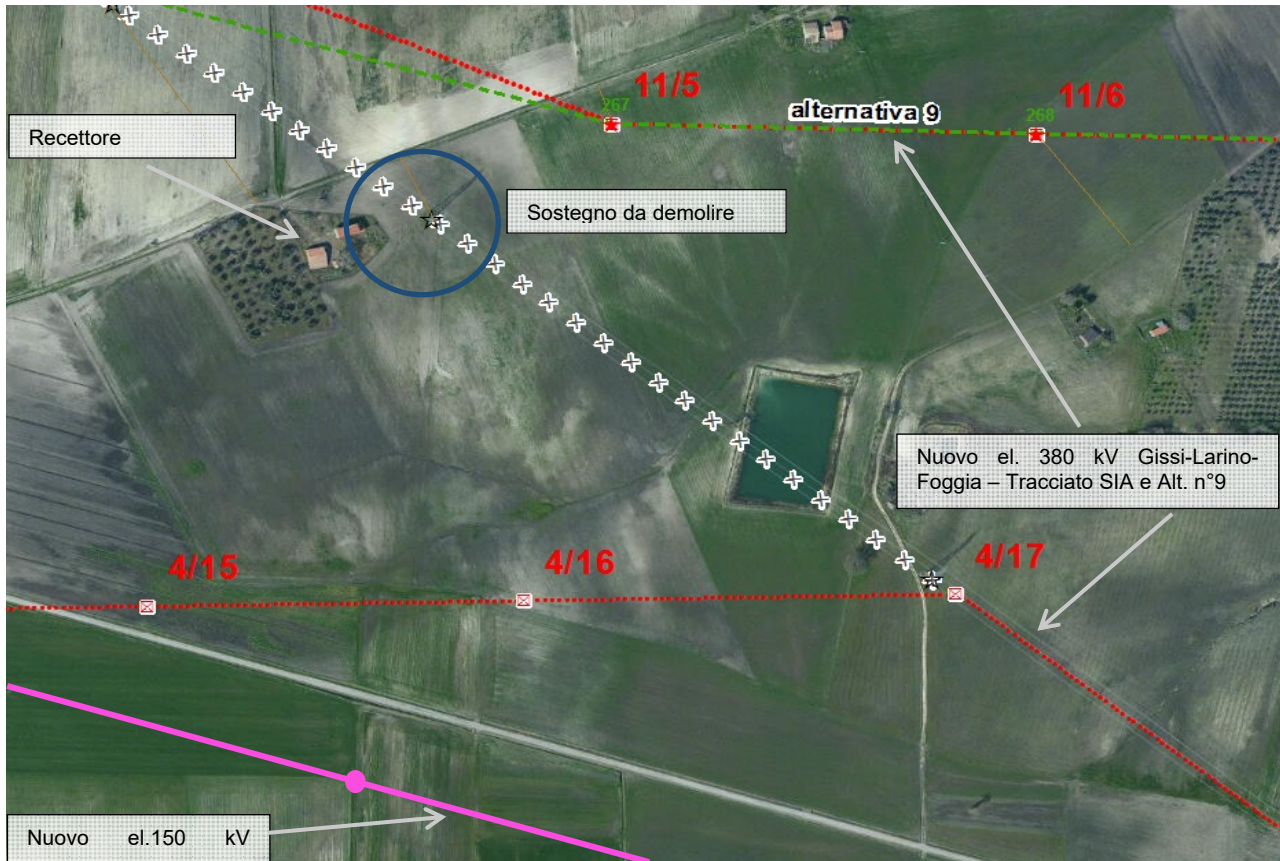 11/5
267
11/6
268
alternativa 9
Recettore
Sostegno da demolire
Nuovo el. 380 kV Gissi-Larino-
Foggia – Tracciato SIA e Alt. n°9
4/15
4/16
4/17
Nuovo el.150 kV